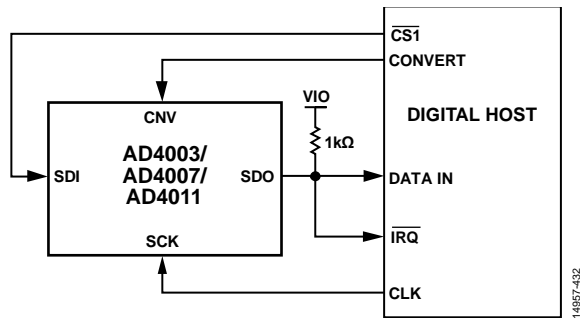 CS1
CONVERT
VIO
DIGITAL HOST
CNV
1kΩ
AD4003/
AD4007/
AD4011
SDI
SDO
DATA IN
SCK
IRQ
CLK
14957-432